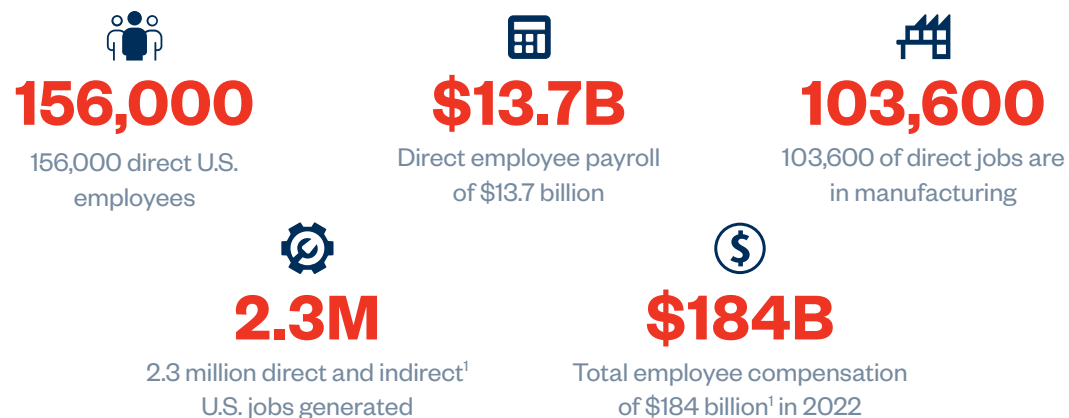 156,000
156,000 direct U.S.
employees
$13.7B
Direct employee payroll
of $13.7 billion
103,600
103,600 of direct jobs are
in manufacturing
2.3M
2.3 million direct and indirect¹
U.S. jobs generated
$184B
Total employee compensation
of $184 billion¹ in 2022